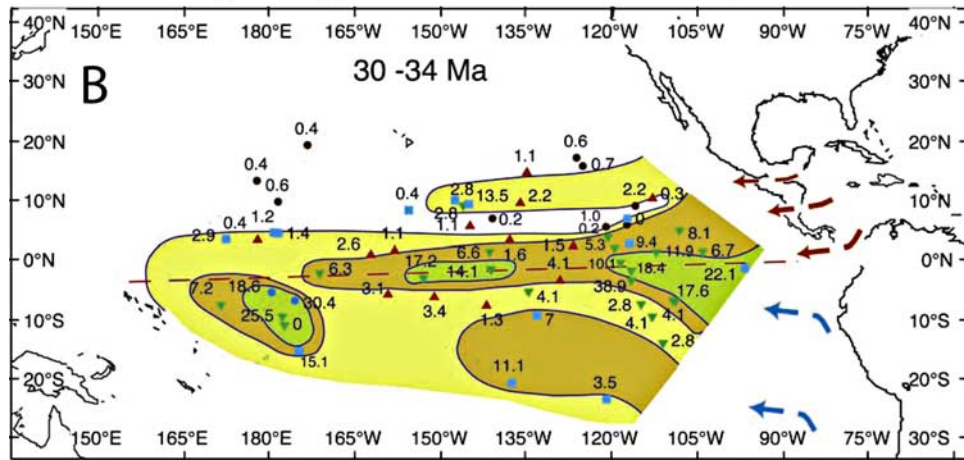 40°N 150°E 165°E 180°E 165°W 150°W 135°W 120°W 105°W 90°W 75°W 40°N
B 30 -34 Ma
30°N 30°N
20°N 0.4 0.6 20°N
0.4 1.1 0.7
10°N 0.6 0.4 2.8 13.5 2.2 2.2 0.3 10°N
2.9 0.4 1.2 1.4 2.8 1.1 0.2 1.0 0.2
2.6 1.1 6.6 1.6 1.5 5.3 9.4 8.1
0°N 17.2 14.1 4.1 10.1 18.4 11.9 6.7 0°N
6.3 22.1
7.2 18.6 30.4 3.1 3.4 4.1 38.9 17.6
10°S 25.5 0 1.3 7 2.8 4.1 4.1 10°S
15.1 2.8
20°S 11.1 3.5 20°S
30°S 150°E 165°E 180°E 165°W 150°W 135°W 120°W 105°W 90°W 75°W 30°S